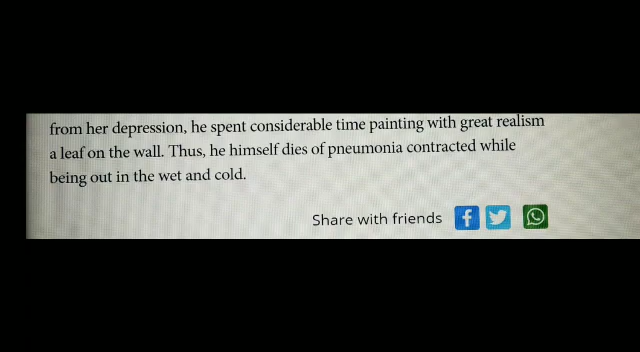 from her depression, he spent considerable time painting with great realism
a leaf on the wall. Thus, he himself dies of pneumonia contracted while
being out in the wet and cold.
Share with friends